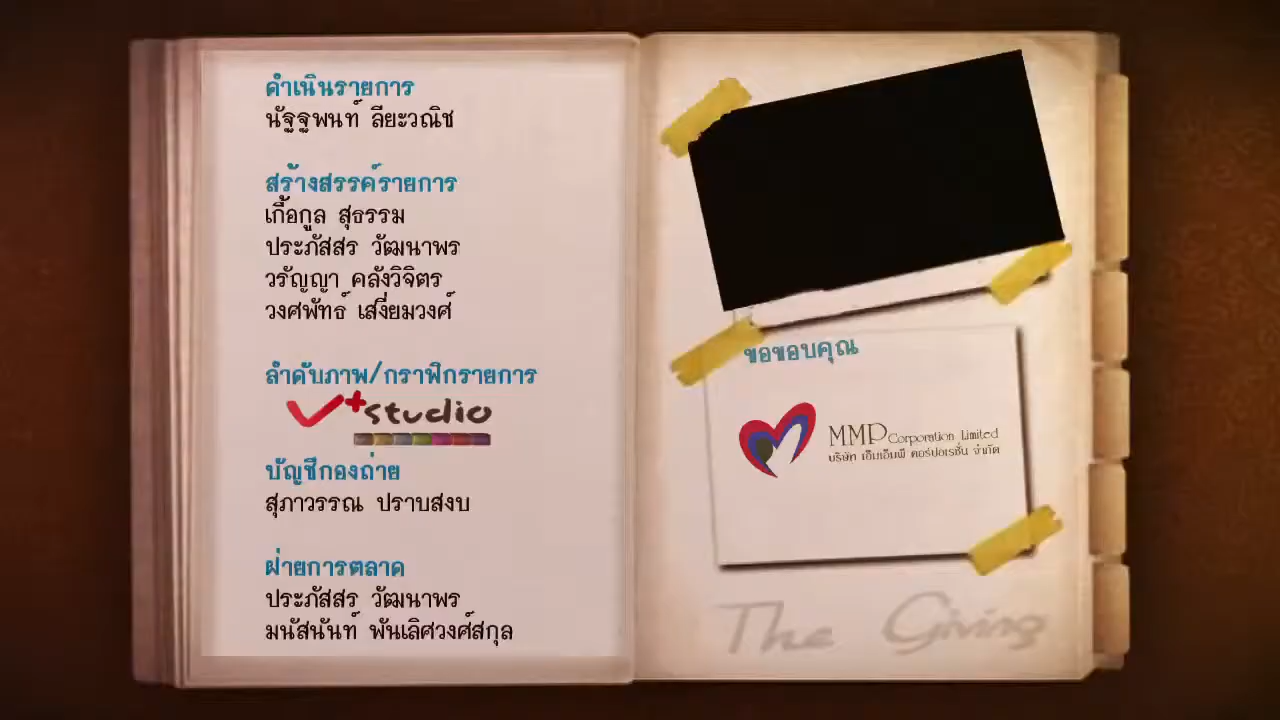 ดำเนินรายการ
นัฐฐพนท์ ลียะวณิช
สร้างสรรค์รายการ
เกื้อกูล สุธรรม
ประภัสสร วัฒนาพร
วรัญญา คลังวิจิตร
วงศพัทธ์ เสงี่ยมวงศ์
ลำดับภาพ/กราฟิกรายการ
V+studio
บัญชีกองถ่าย
สุภาวรรณ ปราบสงบ
ฝ่ายการตลาด
ประภัสสร วัฒนาพร
มนัสนันท์ พันเลิศวงศ์สกุล
ขอขอบคุณ
MMP Corporation Limited
บริษัท เอ็มเอ็มพี คอร์ปอเรชั่น จำกัด
The Giving